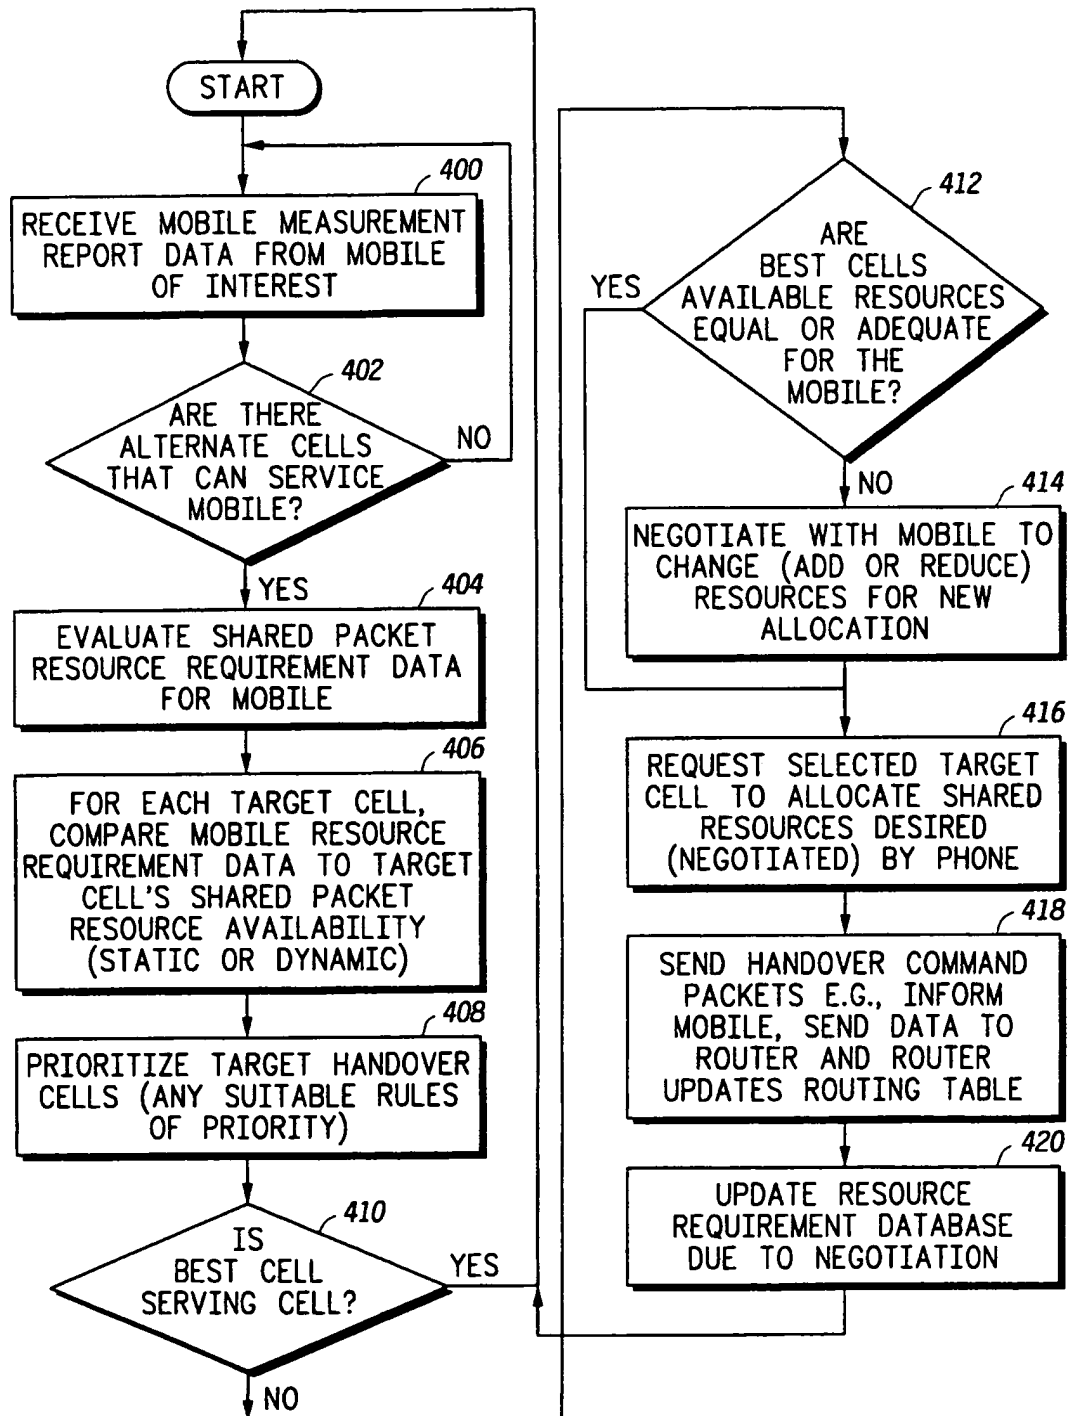 START
400
RECEIVE MOBILE MEASUREMENT
REPORT DATA FROM MOBILE
OF INTEREST
402
ARE THERE
ALTERNATE CELLS
THAT CAN SERVICE
MOBILE?
NO
YES
404
EVALUATE SHARED PACKET
RESOURCE REQUIREMENT DATA
FOR MOBILE
406
FOR EACH TARGET CELL,
COMPARE MOBILE RESOURCE
REQUIREMENT DATA TO TARGET
CELL'S SHARED PACKET
RESOURCE AVAILABILITY
(STATIC OR DYNAMIC)
408
PRIORITIZE TARGET HANDOVER
CELLS (ANY SUITABLE RULES
OF PRIORITY)
410
IS
BEST CELL
SERVING CELL?
YES
NO
412
ARE
BEST CELLS
AVAILABLE RESOURCES
EQUAL OR ADEQUATE
FOR THE
MOBILE?
YES
NO
414
NEGOTIATE WITH MOBILE TO
CHANGE (ADD OR REDUCE)
RESOURCES FOR NEW
ALLOCATION
416
REQUEST SELECTED TARGET
CELL TO ALLOCATE SHARED
RESOURCES DESIRED
(NEGOTIATED) BY PHONE
418
SEND HANDOVER COMMAND
PACKETS E.G., INFORM
MOBILE, SEND DATA TO
ROUTER AND ROUTER
UPDATES ROUTING TABLE
420
UPDATE RESOURCE
REQUIREMENT DATABASE
DUE TO NEGOTIATION